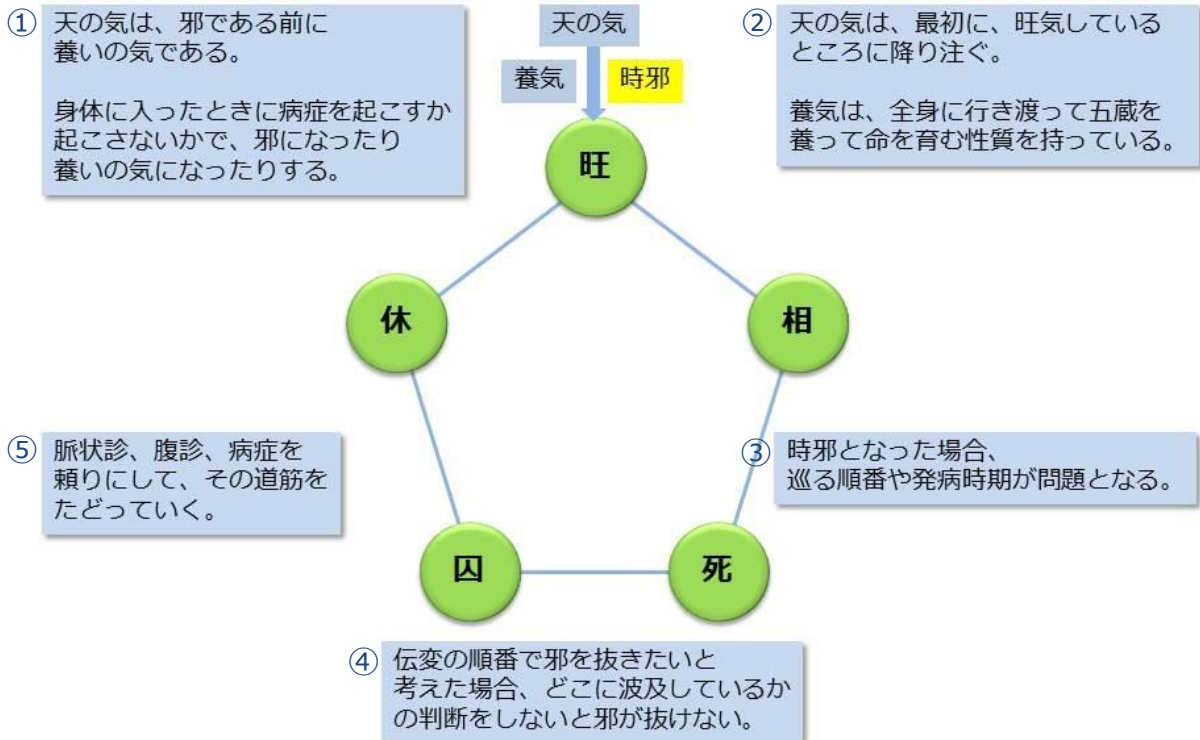 ① 天の気は、邪である前に
養いの気である。
身体に入ったときに病症を起こすか
起こさないかで、邪になったり
養いの気になったりする。
天の気
養気
時邪
② 天の気は、最初に、旺気している
ところに降り注ぐ。
養気は、全身に行き渡って五蔵を
養って命を育む性質を持っている。
旺
休
相
⑤ 脈状診、腹診、病症を
頼りにして、その道筋を
たどっていく。
③ 時邪となった場合、
巡る順番や発病時期が問題となる。
囚
死
④ 伝変の順番で邪を抜きたいと
考えた場合、どこに波及しているか
の判断をしないと邪が抜けない。